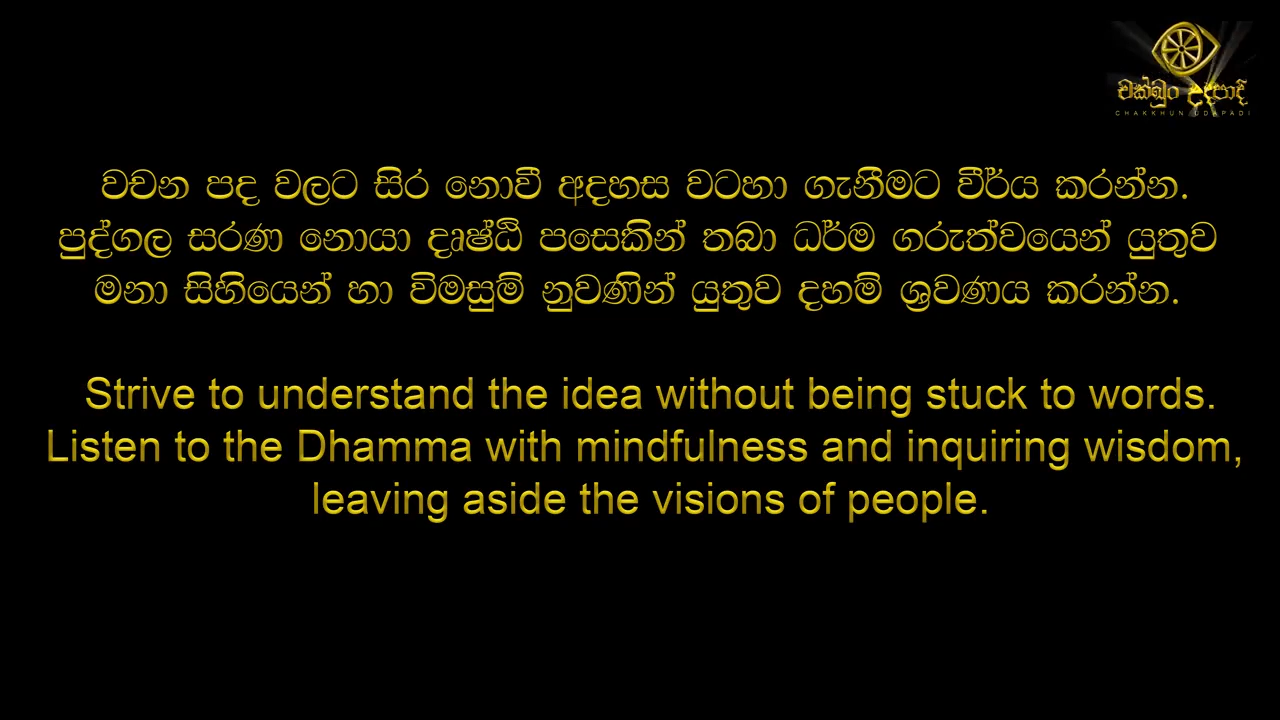 චක්ඛුං උදපාදි
CHAKKHUN UDAPADI
වචන පද වලට සිර නොවී අදහස වටහා ගැනීමට වීර්ය කරන්න.
පුද්ගල සරණ නොයා දෘෂ්ඨි පසෙකින් තබා ධර්ම ගරුත්වයෙන් යුතුව
මනා සිහියෙන් හා විමසුම් නුවණින් යුතුව දහම් ශ්‍රවණය කරන්න.
Strive to understand the idea without being stuck to words.
Listen to the Dhamma with mindfulness and inquiring wisdom,
leaving aside the visions of people.